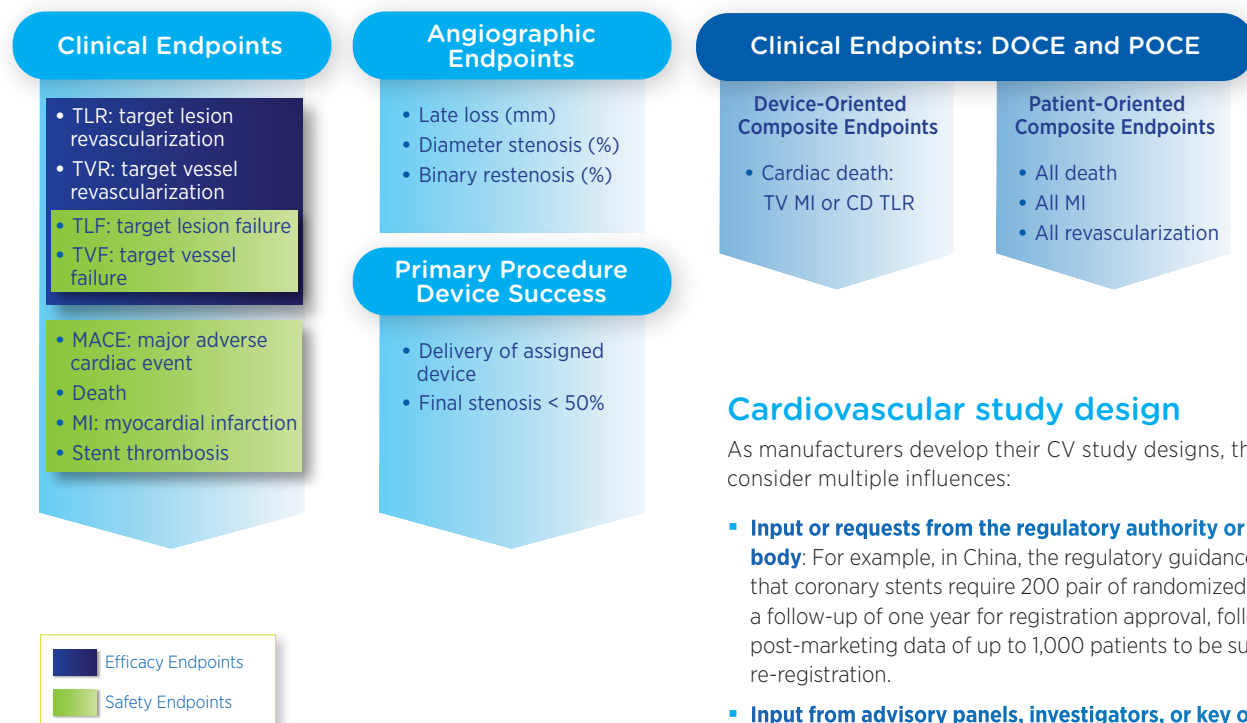 Clinical Endpoints
• TLR: target lesion
revascularization
• TVR: target vessel
revascularization
• TLF: target lesion failure
• TVF: target vessel
failure
• MACE: major adverse
cardiac event
• Death
• MI: myocardial infarction
• Stent thrombosis
Efficacy Endpoints
Safety Endpoints
Angiographic
Endpoints
• Late loss (mm)
• Diameter stenosis (%)
• Binary restenosis (%)
Primary Procedure
Device Success
• Delivery of assigned
device
• Final stenosis < 50%
Clinical Endpoints: DOCE and POCE
Device-Oriented
Composite Endpoints
• Cardiac death:
TV MI or CD TLR
Patient-Oriented
Composite Endpoints
• All death
• All MI
• All revascularization
Cardiovascular study design
As manufacturers develop their CV study designs,
consider multiple influences:
▪ Input or requests from the regulatory authority or
body: For example, in China, the regulatory guidance
that coronary stents require 200 pair of randomized
a follow-up of one year for registration approval,
post-marketing data of up to 1,000 patients to be
re-registration.
▪ Input from advisory panels, investigators, or key